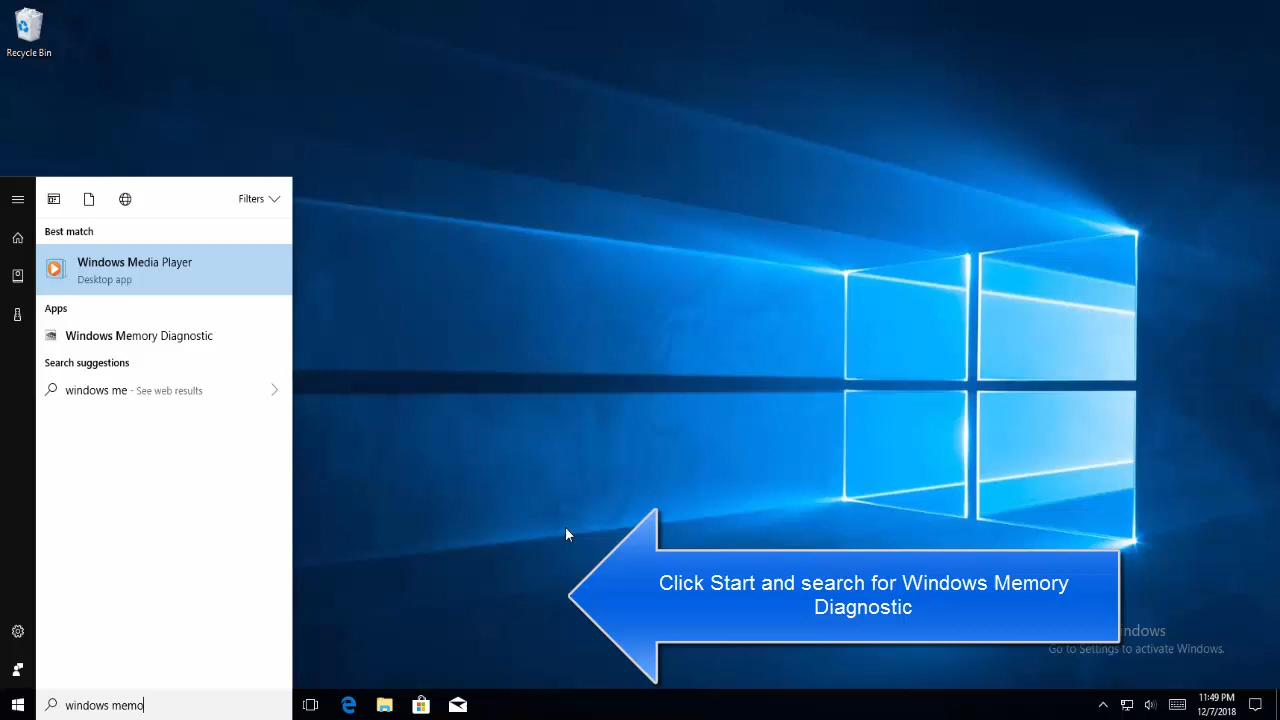 Recycle Bin
Filters
Best match
Windows Media Player
Desktop app
Apps
Windows Memory Diagnostic
Search suggestions
windows me - See web results
Click Start and search for Windows Memory
Diagnostic
indows
Go to Settings to activate Windows.
windows memo
11:49 PM
12/7/2018